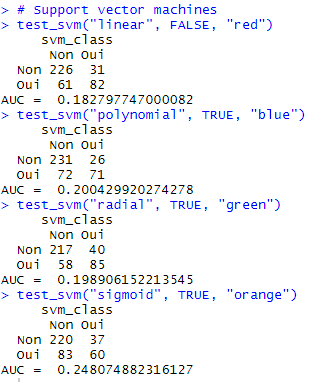 > # Support vector machines
> test_svm("linear", FALSE, "red")
     svm_class
      Non Oui
  Non 226  31
  Oui  61  82
AUC =  0.182797747000082
> test_svm("polynomial", TRUE, "blue")
     svm_class
      Non Oui
  Non 231  26
  Oui  72  71
AUC =  0.200429920274278
> test_svm("radial", TRUE, "green")
     svm_class
      Non Oui
  Non 217  40
  Oui  58  85
AUC =  0.198906152213545
> test_svm("sigmoid", TRUE, "orange")
     svm_class
      Non Oui
  Non 220  37
  Oui  83  60
AUC =  0.248074882316127